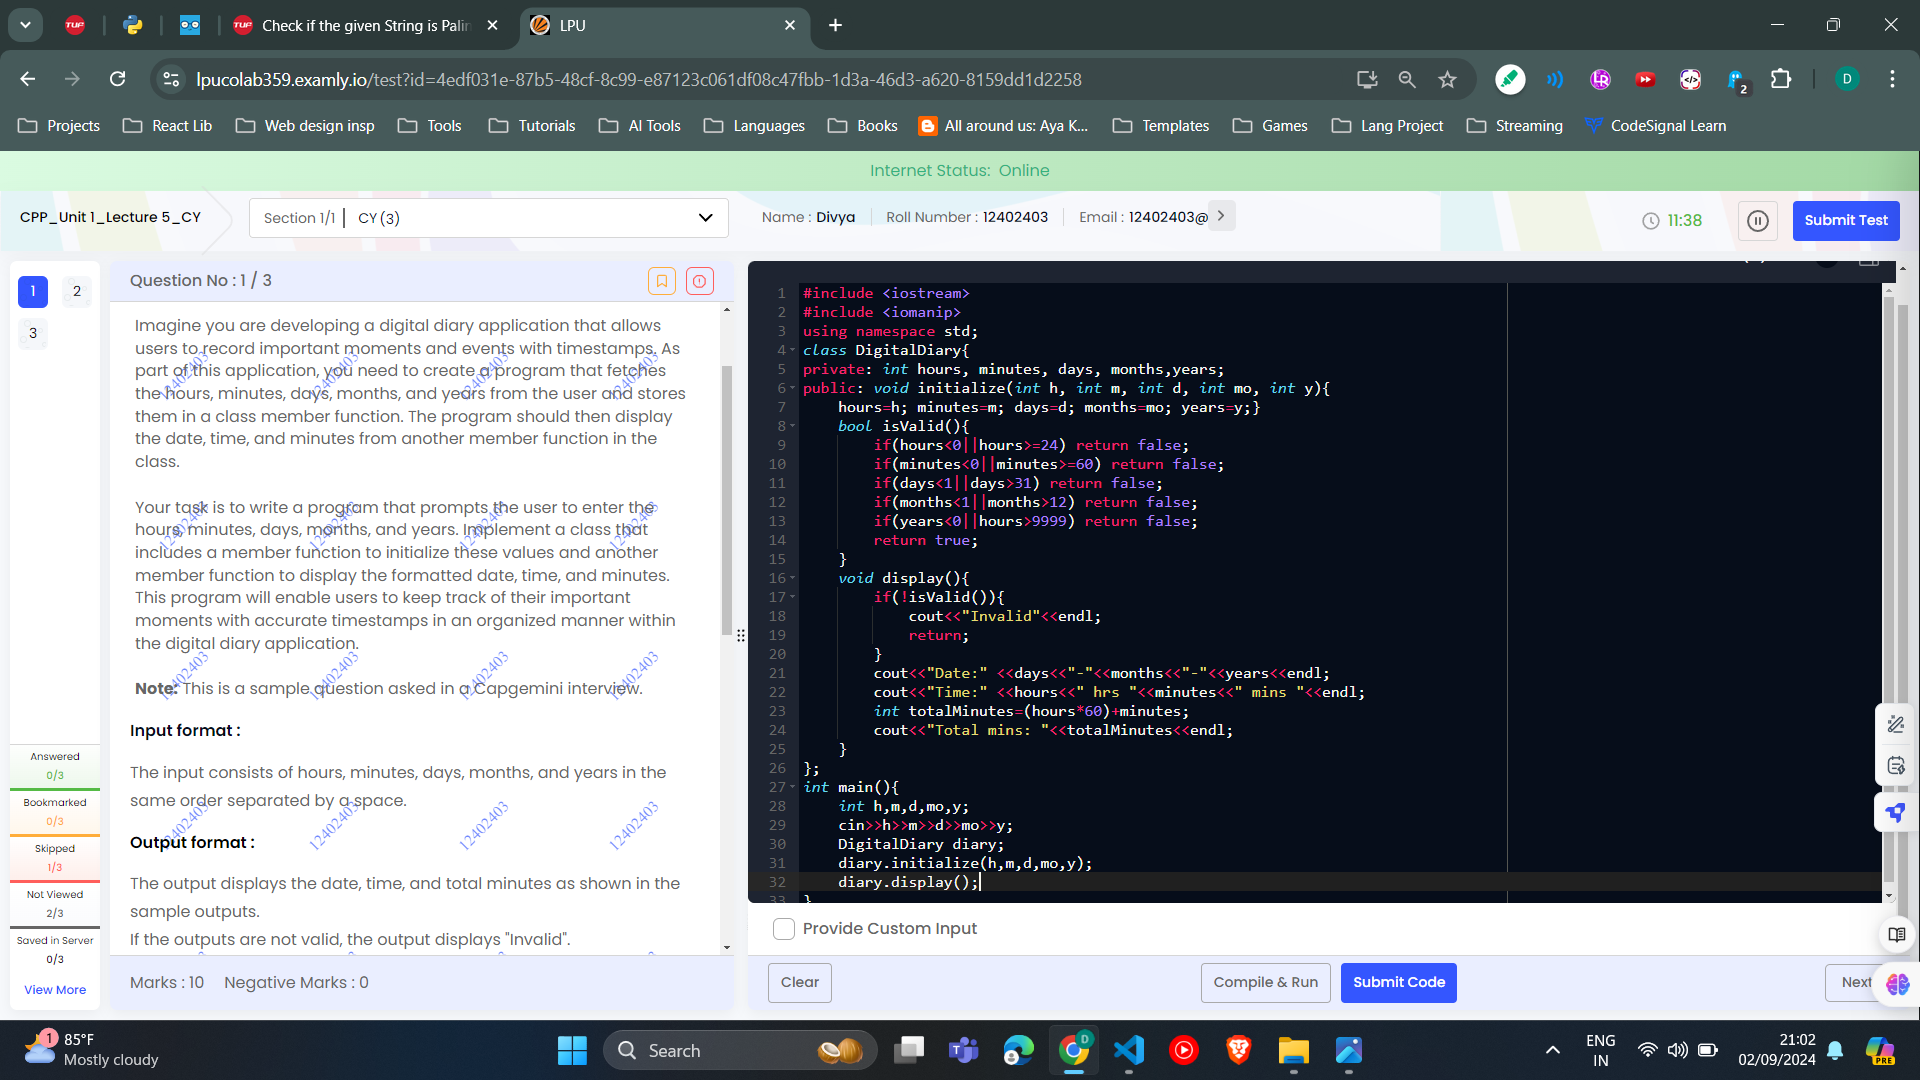 Check if the given String is Palin
LPU
lpucolab359.examly.io/test?id=4edf031e-87b5-48cf-8c99-e87123c061df08c47fbb-1d3a-46d3-a620-8159dd1d2258
2
D
Projects
React Lib
Web design insp
Tools
Tutorials
AI Tools
Languages
Books
All around us: Aya K...
Templates
Games
Lang Project
Streaming
CodeSignal Learn
Internet Status: Online
CPP_Unit 1_Lecture 5_CY
Section 1/1 | CY (3)
Name : Divya
Roll Number : 12402403
Email : 12402403@
11:38
Submit Test
1 2
3
Question No : 1 / 3
Imagine you are developing a digital diary application that allows
users to record important moments and events with timestamps. As
part of this application, you need to create a program that fetches
the hours, minutes, days, months, and years from the user and stores
them in a class member function. The program should then display
the date, time, and minutes from another member function in the
class.
Your task is to write a program that prompts the user to enter the
hours, minutes, days, months, and years. Implement a class that
includes a member function to initialize these values and another
member function to display the formatted date, time, and minutes.
This program will enable users to keep track of their important
moments with accurate timestamps in an organized manner within
the digital diary application.
Note: This is a sample question asked in a Capgemini interview.
Input format :
The input consists of hours, minutes, days, months, and years in the
same order separated by a space.
Output format :
The output displays the date, time, and total minutes as shown in the
sample outputs.
If the outputs are not valid, the output displays "Invalid".
12402403 12402403 12402403 12402403
12402403 12402403 12402403 12402403
12402403 12402403 12402403 12402403
12402403 12402403 12402403 12402403
Marks : 10 Negative Marks : 0
Answered
0/3
Bookmarked
0/3
Skipped
1/3
Not Viewed
2/3
Saved in Server
0/3
View More
1 #include <iostream>
2 #include <iomanip>
3 using namespace std;
4 class DigitalDiary{
5 private: int hours, minutes, days, months,years;
6 public: void initialize(int h, int m, int d, int mo, int y){
7 hours=h; minutes=m; days=d; months=mo; years=y;}
8 bool isValid(){
9 if(hours<0||hours>=24) return false;
10 if(minutes<0||minutes>=60) return false;
11 if(days<1||days>31) return false;
12 if(months<1||months>12) return false;
13 if(years<0||hours>9999) return false;
14 return true;
15 }
16 void display(){
17 if(!isValid()){
18 cout<<"Invalid"<<endl;
19 return;
20 }
21 cout<<"Date:" <<days<<"-"<<months<<"-"<<years<<endl;
22 cout<<"Time:" <<hours<<" hrs "<<minutes<<" mins "<<endl;
23 int totalMinutes=(hours*60)+minutes;
24 cout<<"Total mins: "<<totalMinutes<<endl;
25 }
26 };
27 int main(){
28 int h,m,d,mo,y;
29 cin>>h>>m>>d>>mo>>y;
30 DigitalDiary diary;
31 diary.initialize(h,m,d,mo,y);
32 diary.display();
33 }
Provide Custom Input
Clear
Compile & Run
Submit Code
Next
1
85°F
Mostly cloudy
Search
ENG
IN
21:02
02/09/2024
PRE